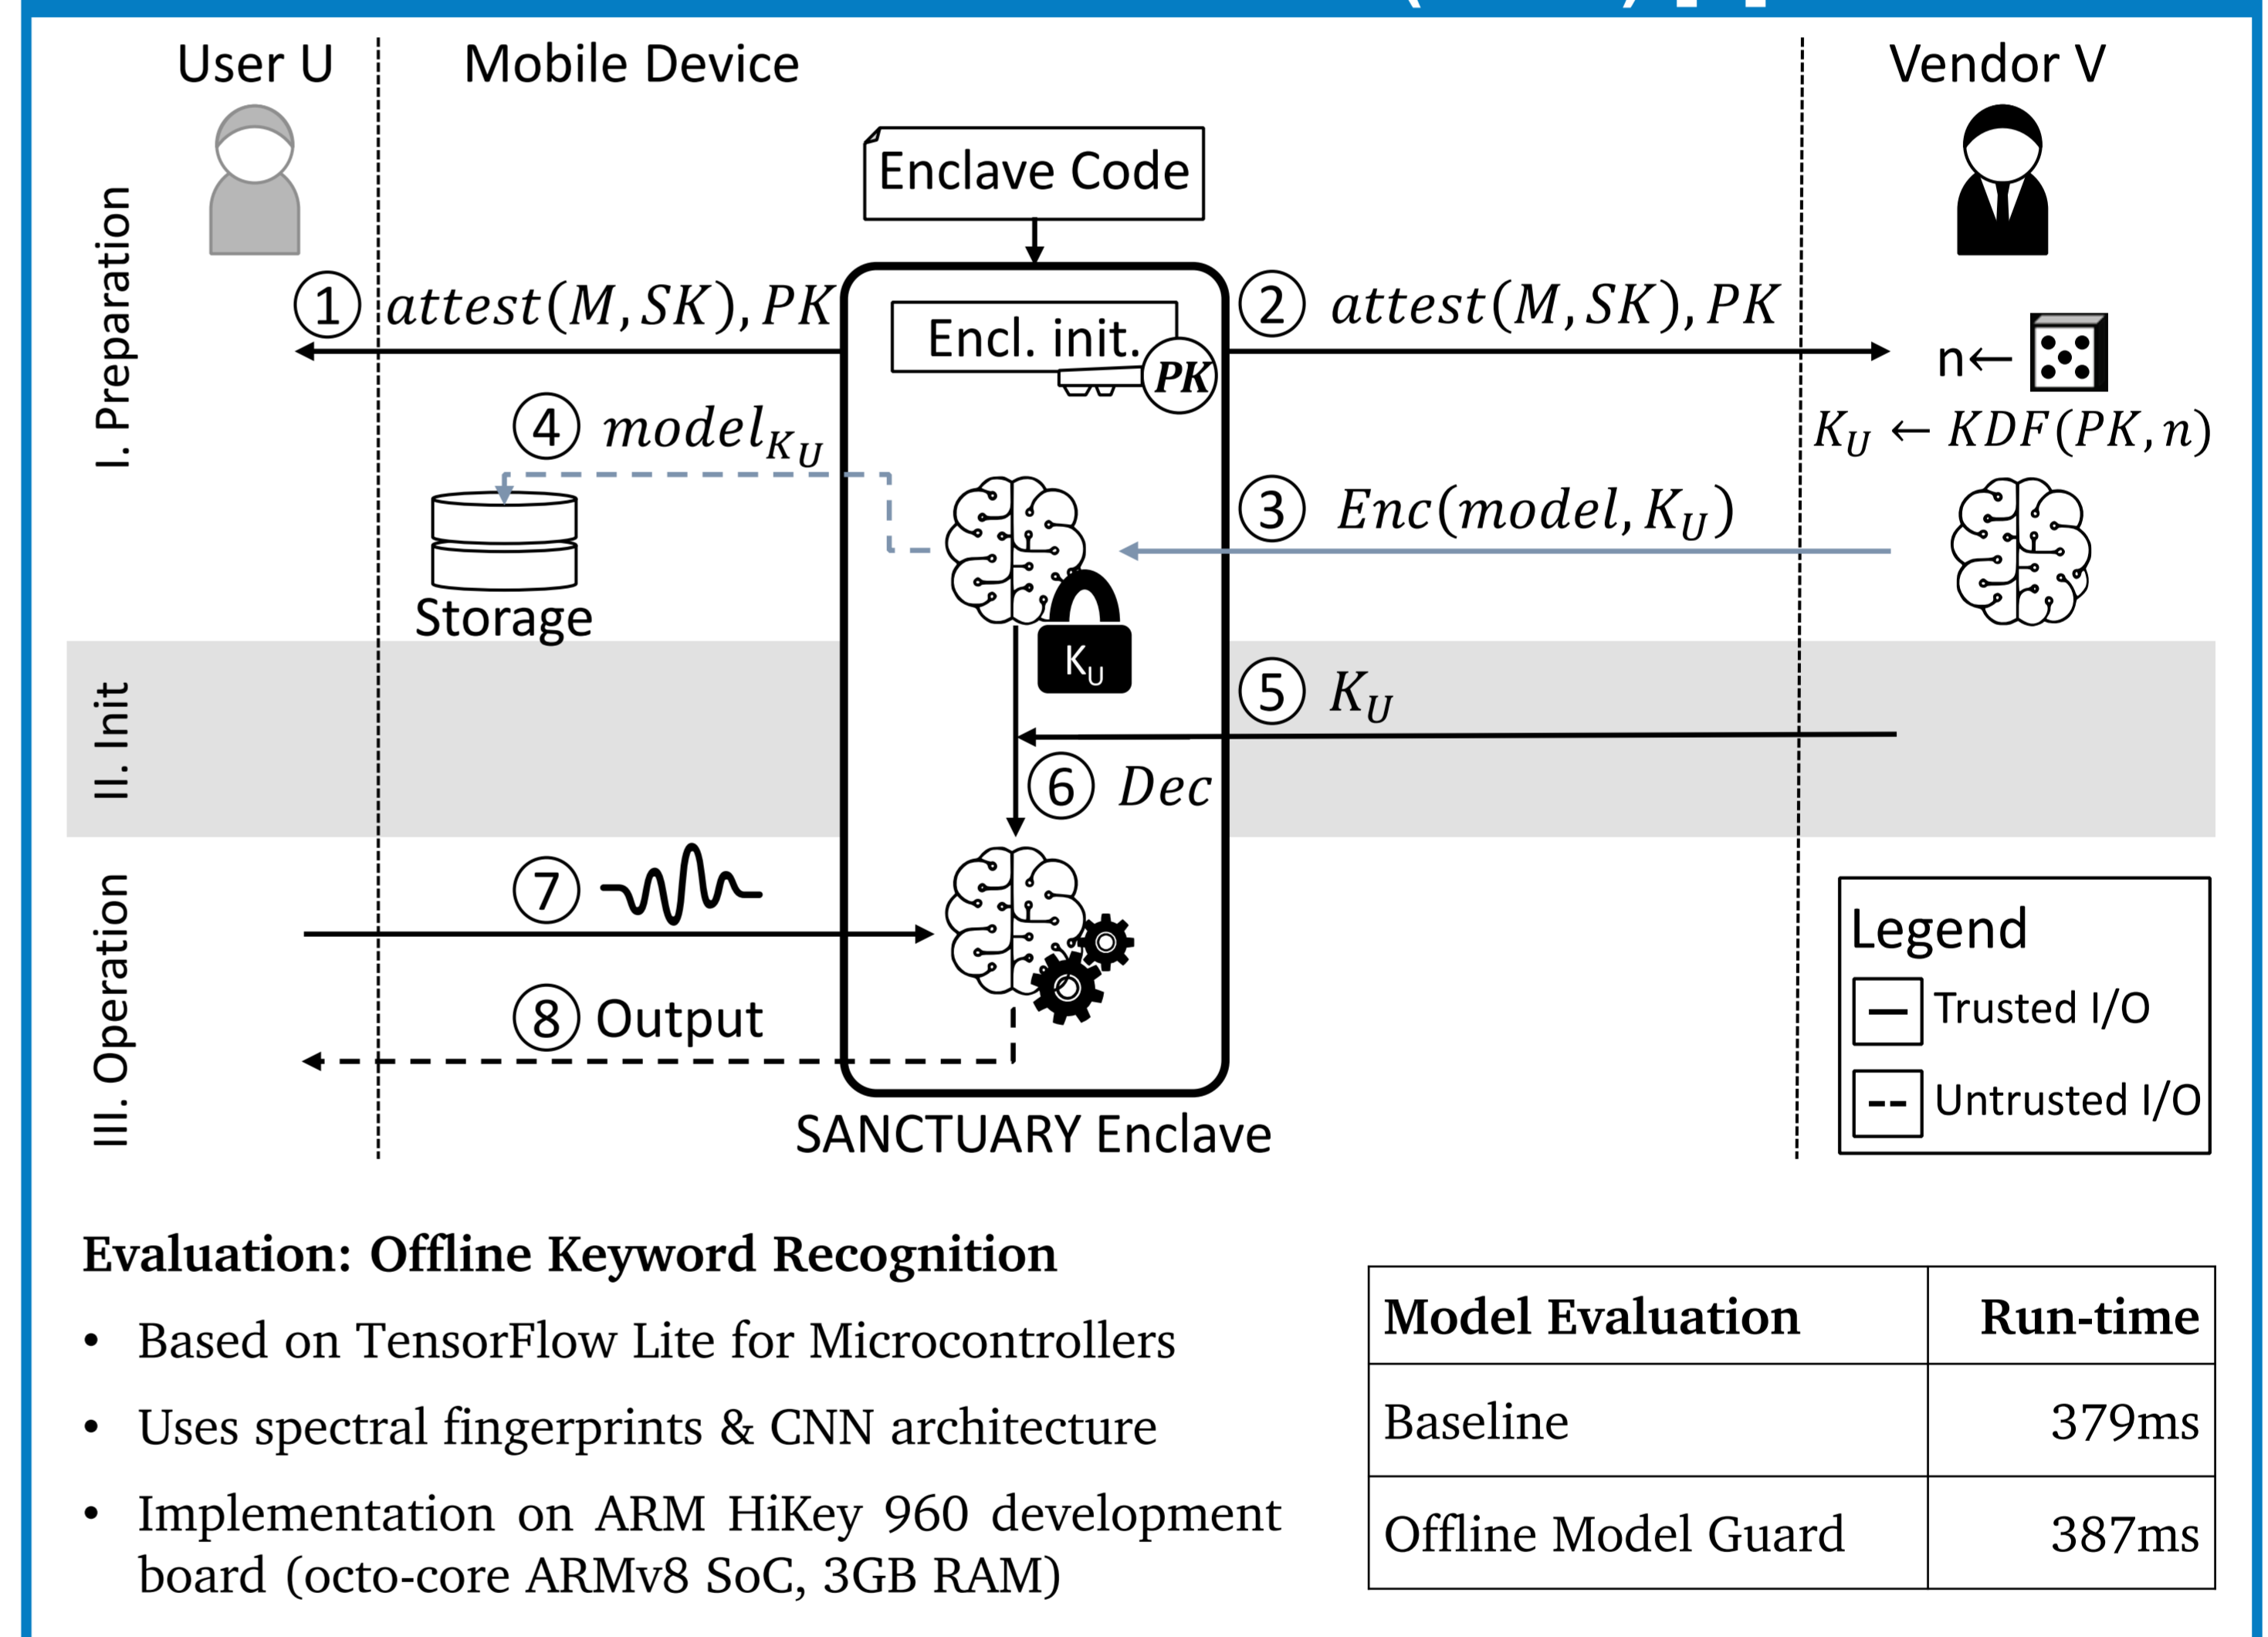 User U
Mobile Device
Vendor V
Enclave Code
I. Preparation
① attest(M, SK), PK
Encl. init.
PK
② attest(M, SK), PK
n←
K_U ← KDF(PK, n)
④ model_{K_U}
③ Enc(model, K_U)
Storage
K_U
II. Init
⑤ K_U
⑥ Dec
III. Operation
⑦
⑧ Output
SANCTUARY Enclave
Legend
Trusted I/O
Untrusted I/O
Evaluation: Offline Keyword Recognition
• Based on TensorFlow Lite for Microcontrollers
• Uses spectral fingerprints & CNN architecture
• Implementation on ARM HiKey 960 development
board (octo-core ARMv8 SoC, 3GB RAM)
Model Evaluation Run-time
Baseline 379ms
Offline Model Guard 387ms